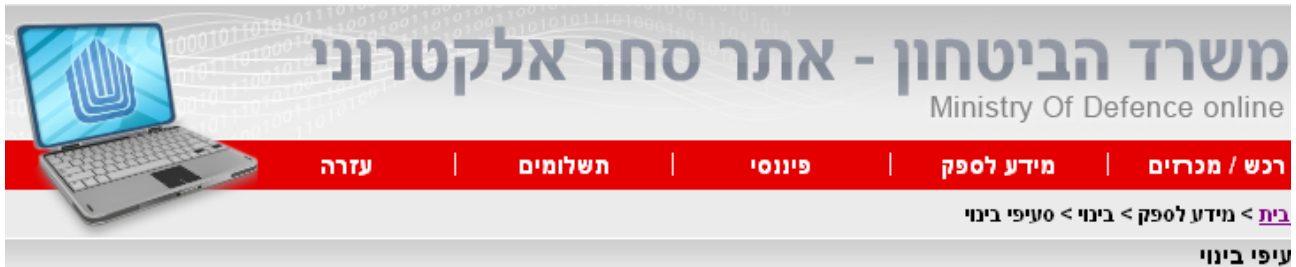 משרד הביטחון - אתר סחר אלקטרוני
Ministry Of Defence online
רכש / מכרזים | מידע לספק | פיננסי | תשלומים | עזרה
בית > מידע לספק > בינוי > סעיפי בינוי
עיפי בינוי